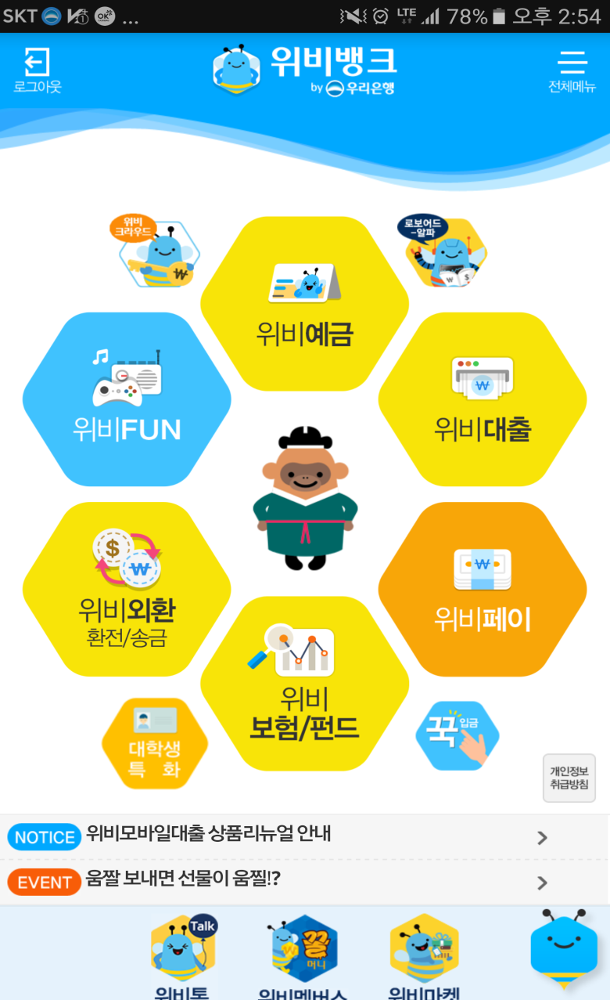 SKT
OK
...
LTE
78%
오후 2:54
로그아웃
위비뱅크
by 우리은행
전체메뉴
위비
크라우드
₩
로보어드
-알파
₩ $
위비예금
위비FUN
₩
위비대출
$
₩
위비외환
환전/송금
₩
위비페이
위비
보험/펀드
대학생
특 화
꾹 입금
개인정보
취급방침
NOTICE 위비모바일대출 상품리뉴얼 안내
EVENT 움짤 보내면 선물이 움찔!?
Talk
꿀
머니
위비톡
위비멤버스
위비마켓